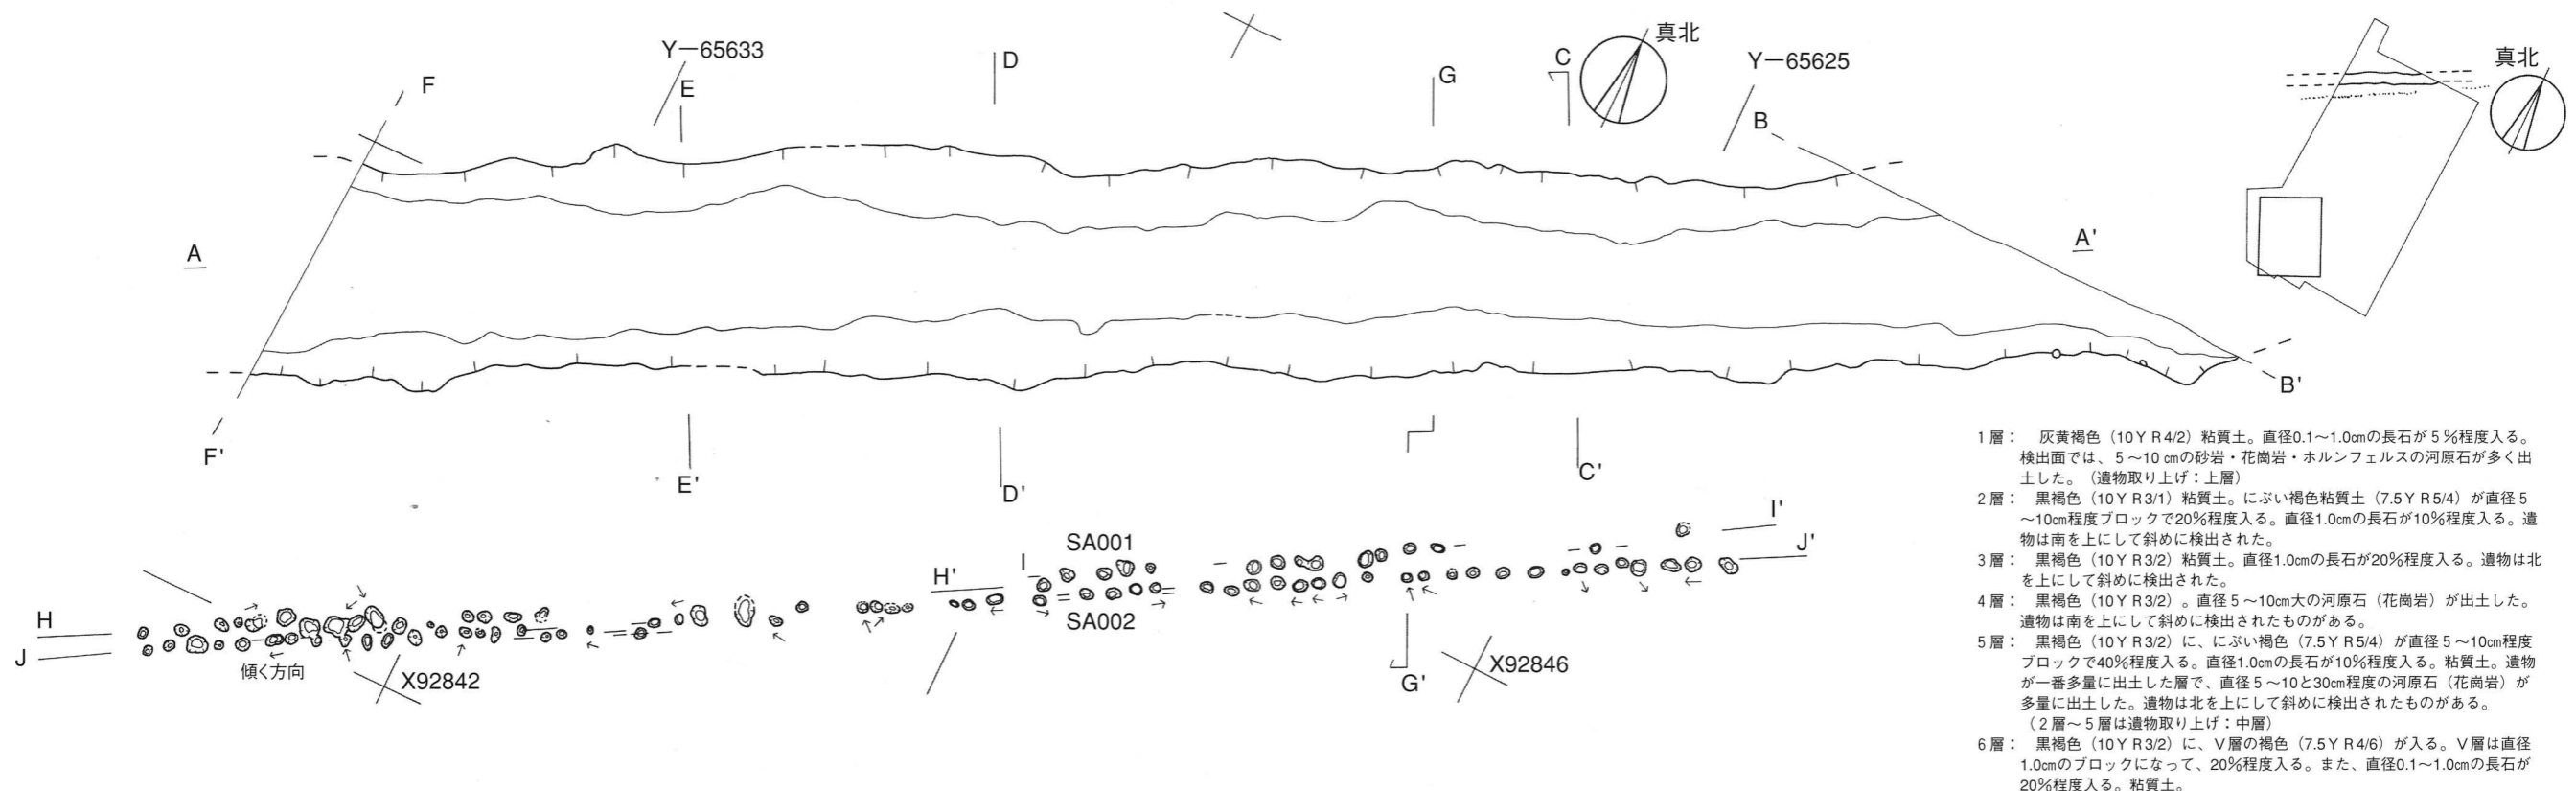 真北
真北
Y－65633
Y－65625
F
E
D
G
C
B
A
A'
F'
E'
D'
C'
B'
H
J
H'
I
SA001
SA002
I'
J'
傾く方向
X92842
X92846
G'
1層：　灰黄褐色（10ＹＲ4/2）粘質土。直径0.1～1.0㎝の長石が５％程度入る。
検出面では、５～10 ㎝の砂岩・花崗岩・ホルンフェルスの河原石が多く出
土した。（遺物取り上げ：上層）
2層：　黒褐色（10ＹＲ3/1）粘質土。にぶい褐色粘質土（7.5ＹＲ5/4）が直径５
～10㎝程度ブロックで20％程度入る。直径1.0㎝の長石が10％程度入る。遺
物は南を上にして斜めに検出された。
3層：　黒褐色（10ＹＲ3/2）粘質土。直径1.0㎝の長石が20％程度入る。遺物は北
を上にして斜めに検出された。
4層：　黒褐色（10ＹＲ3/2）。直径５～10㎝大の河原石（花崗岩）が出土した。
遺物は南を上にして斜めに検出されたものがある。
5層：　黒褐色（10ＹＲ3/2）に、にぶい褐色（7.5ＹＲ5/4）が直径５～10㎝程度
ブロックで40％程度入る。直径1.0㎝の長石が10％程度入る。粘質土。遺物
が一番多量に出土した層で、直径５～10と30㎝程度の河原石（花崗岩）が
多量に出土した。遺物は北を上にして斜めに検出されたものがある。
（２層～５層は遺物取り上げ：中層）
6層：　黒褐色（10ＹＲ3/2）に、Ⅴ層の褐色（7.5ＹＲ4/6）が入る。Ⅴ層は直径
1.0㎝のブロックになって、20％程度入る。また、直径0.1～1.0㎝の長石が
20％程度入る。粘質土。